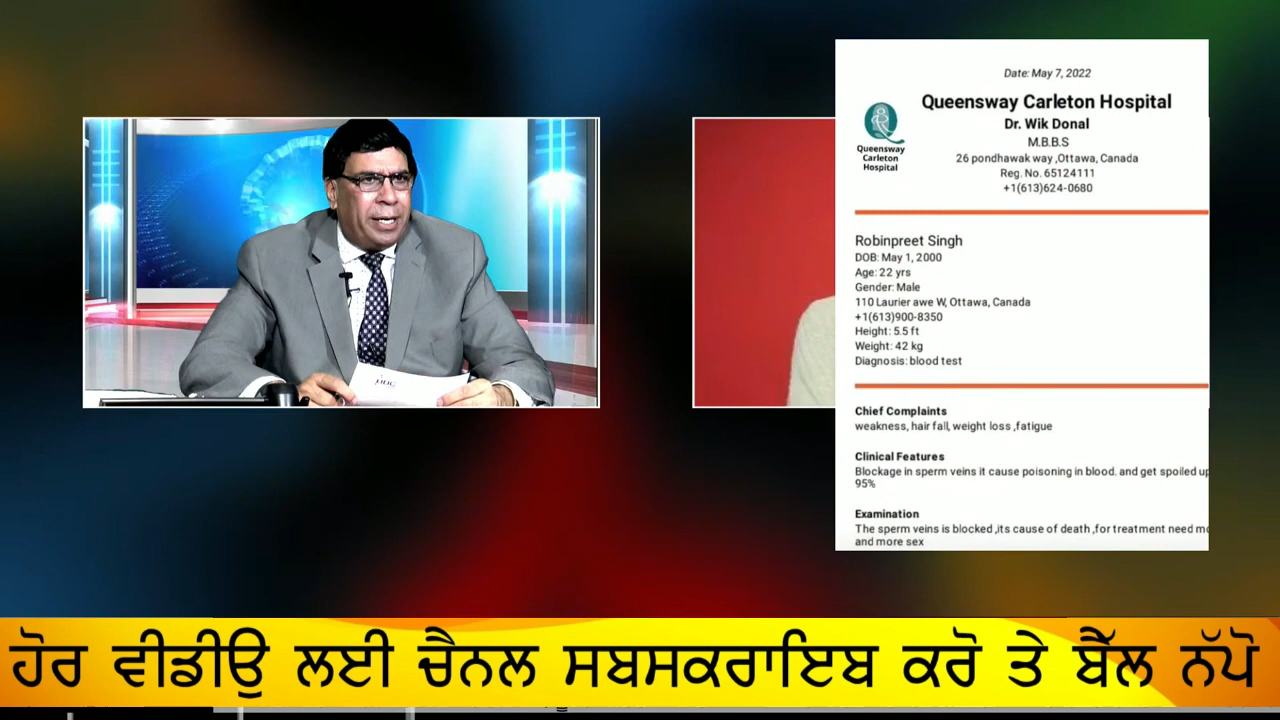 Date: May 7, 2022
Queensway Carleton Hospital
Dr. Wik Donal
M.B.B.S
26 pondhawak way ,Ottawa, Canada
Reg. No. 65124111
+1(613)624-0680
Queensway
Carleton
Hospital
Robinpreet Singh
DOB: May 1, 2000
Age: 22 yrs
Gender: Male
110 Laurier awe W, Ottawa, Canada
+1(613)900-8350
Height: 5.5 ft
Weight: 42 kg
Diagnosis: blood test
Chief Complaints
weakness, hair fall, weight loss ,fatigue
Clinical Features
Blockage in sperm veins it cause poisoning in blood. and get spoiled up
95%
Examination
The sperm veins is blocked ,its cause of death ,for treatment need
and more sex
ਹੋਰ ਵੀਡੀਉ ਲਈ ਚੈਨਲ ਸਬਸਕਰਾਇਬ ਕਰੋ ਤੇ ਬੈੱਲ ਨੱਪੋ